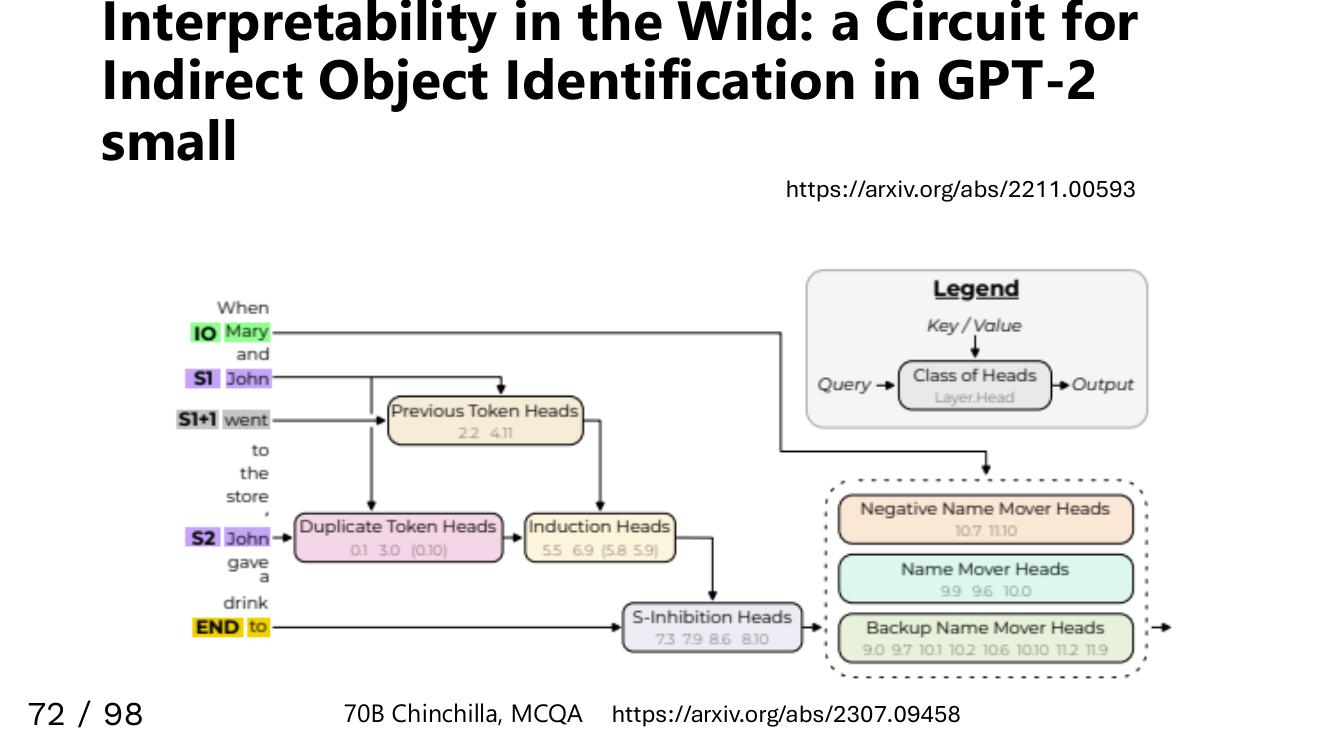 Interpretability in the Wild: a Circuit for
Indirect Object Identification in GPT-2
small
https://arxiv.org/abs/2211.00593
When
IO Mary
and
S1 John
S1+1 went
to
the
store
,
S2 John
gave
a
drink
END to
Previous Token Heads
2.2 4.11
Duplicate Token Heads
0.1 3.0 (0.10)
Induction Heads
5.5 6.9 (5.8 5.9)
S-Inhibition Heads
7.3 7.9 8.6 8.10
Legend
Key / Value
Query
Class of Heads
Layer.Head
Output
Negative Name Mover Heads
10.7 11.10
Name Mover Heads
9.9 9.6 10.0
Backup Name Mover Heads
9.0 9.7 10.1 10.2 10.6 10.10 11.2 11.9
72 / 98
70B Chinchilla, MCQA https://arxiv.org/abs/2307.09458